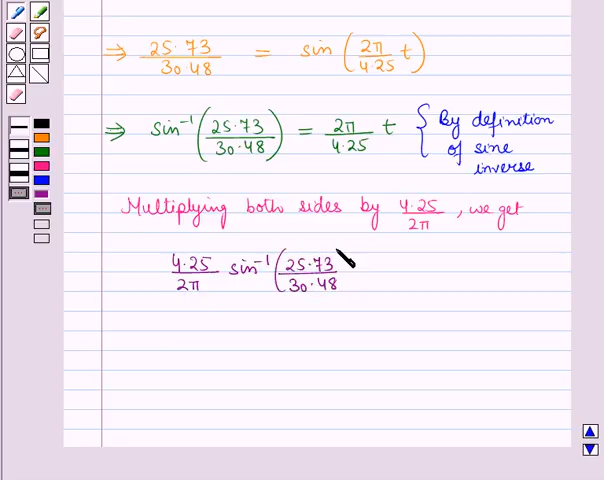 ⇒ 25·73/30·48 = sin(2π/4·25 t)
⇒ sin⁻¹(25·73/30·48) = 2π/4·25 t {By definition
of sine
inverse
Multiplying both sides by 4·25/2π, we get
4·25/2π sin⁻¹(25·73/30·48